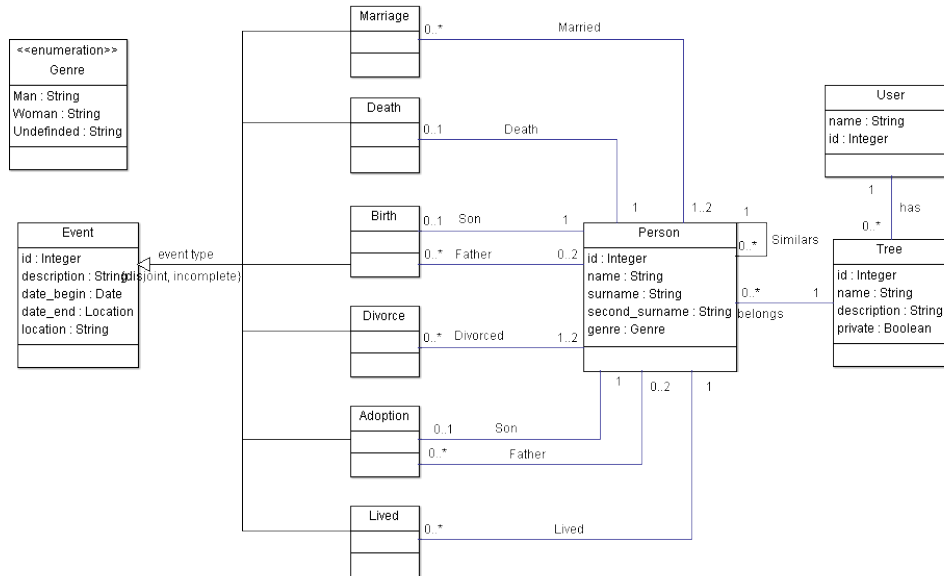 Marriage
0..*
Married
<<enumeration>>
Genre
Man : String
Woman : String
Undefinded : String
Death
0..1
Death
User
name : String
id : Integer
1
has
0..*
Birth
0..1
Son
1
0..*
Father
0..2
1
1..2
1
0..*
Similars
Event
id : Integer
description : String
date_begin : Date
date_end : Location
location : String
event type
{disjoint, incomplete}
Person
id : Integer
name : String
surname : String
second_surname : String
genre : Genre
0..*
1
belongs
Tree
id : Integer
name : String
description : String
private : Boolean
Divorce
0..*
Divorced
1..2
1
0..2
1
Adoption
0..1
Son
0..*
Father
Lived
0..*
Lived